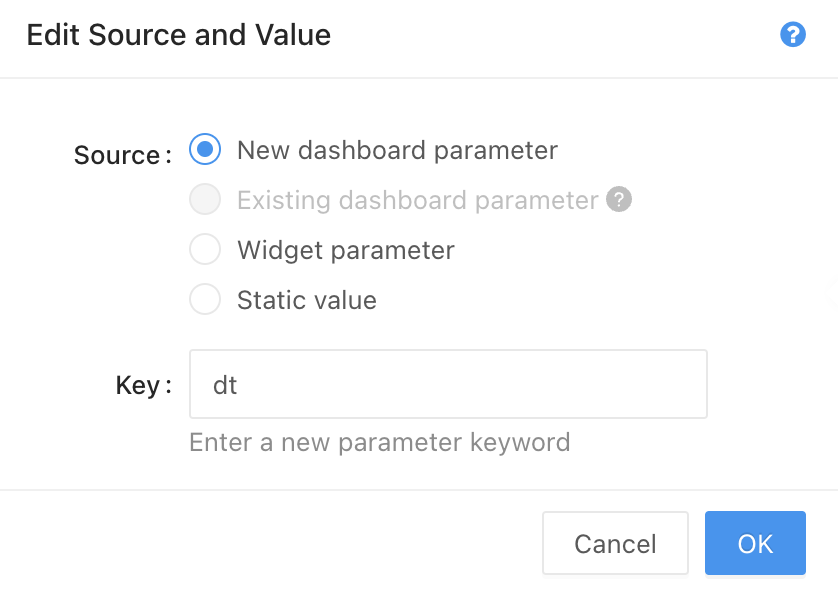 Edit Source and Value
?
Source :
New dashboard parameter
Existing dashboard parameter ?
Widget parameter
Static value
Key : dt
Enter a new parameter keyword
Cancel OK